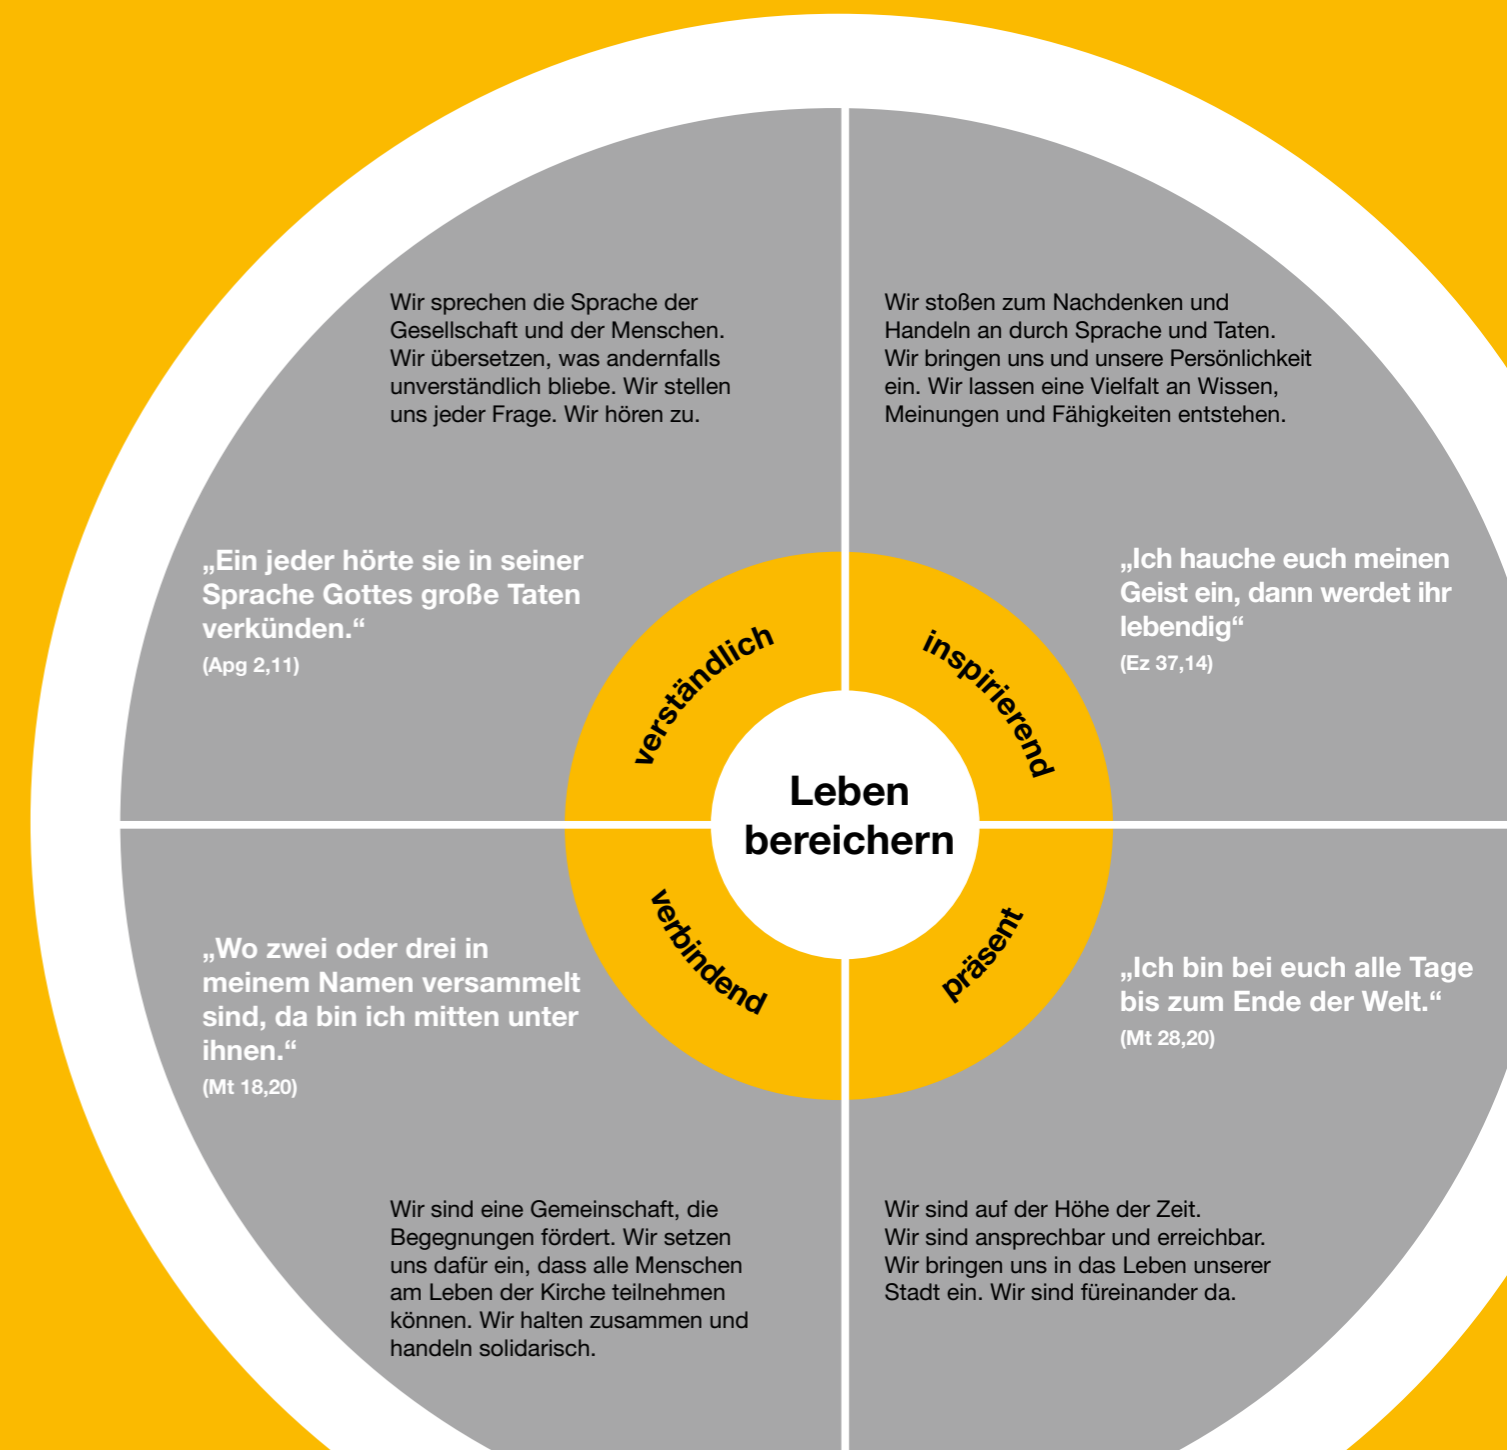 Wir sprechen die Sprache der
Gesellschaft und der Menschen.
Wir übersetzen, was andernfalls
unverständlich bliebe. Wir stellen
uns jeder Frage. Wir hören zu.
„Ein jeder hörte sie in seiner
Sprache Gottes große Taten
verkünden.“
(Apg 2,11)
verständlich
Wir stoßen zum Nachdenken und
Handeln an durch Sprache und Taten.
Wir bringen uns und unsere Persönlichkeit
ein. Wir lassen eine Vielfalt an Wissen,
Meinungen und Fähigkeiten entstehen.
„Ich hauche euch meinen
Geist ein, dann werdet ihr
lebendig“
(Ez 37,14)
inspirierend
Leben
bereichern
verbindend
„Wo zwei oder drei in
meinem Namen versammelt
sind, da bin ich mitten unter
ihnen.“
(Mt 18,20)
Wir sind eine Gemeinschaft, die
Begegnungen fördert. Wir setzen
uns dafür ein, dass alle Menschen
am Leben der Kirche teilnehmen
können. Wir halten zusammen und
handeln solidarisch.
präsent
„Ich bin bei euch alle Tage
bis zum Ende der Welt.“
(Mt 28,20)
Wir sind auf der Höhe der Zeit.
Wir sind ansprechbar und erreichbar.
Wir bringen uns in das Leben unserer
Stadt ein. Wir sind füreinander da.